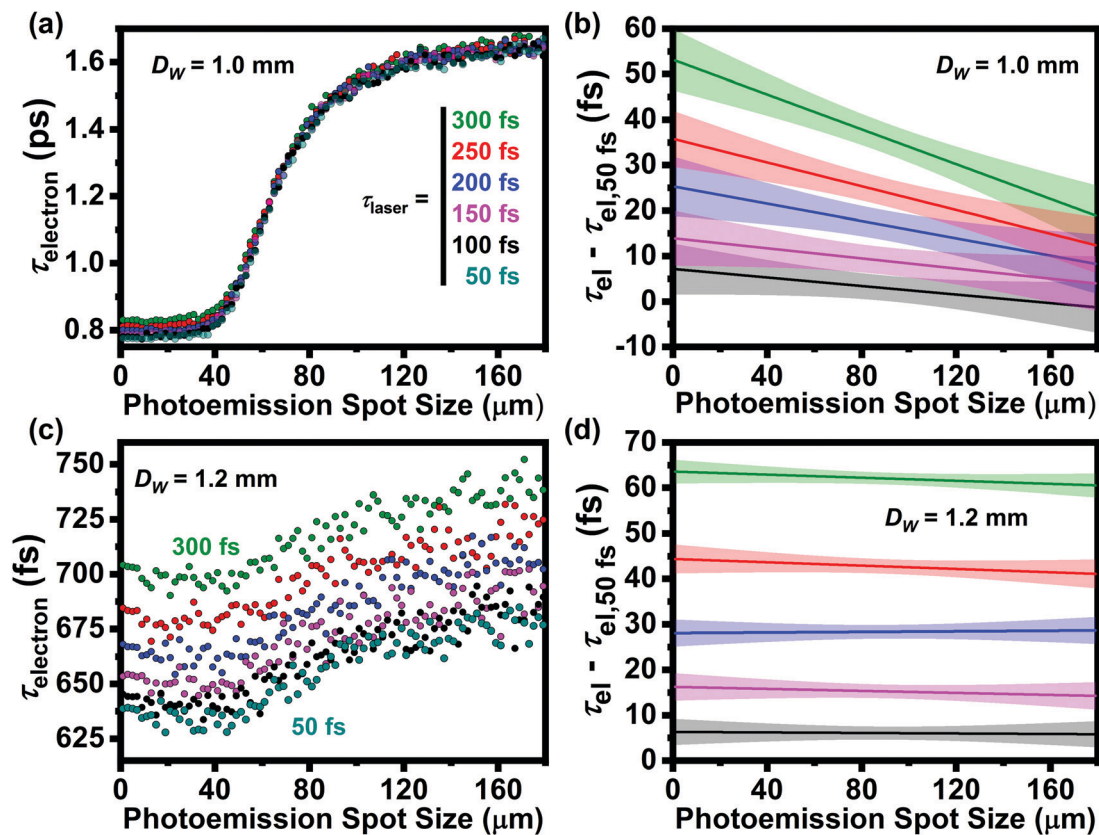 (a)
D_W = 1.0 mm
τ_electron (ps)
1.6
1.4
1.2
1.0
0.8
τ_laser =
300 fs
250 fs
200 fs
150 fs
100 fs
50 fs
0 40 80 120 160
Photoemission Spot Size (μm)
(b)
D_W = 1.0 mm
τ_el - τ_el,50 fs (fs)
60
50
40
30
20
10
0
-10
0 40 80 120 160
Photoemission Spot Size (μm)
(c)
D_W = 1.2 mm
τ_electron (fs)
750
725
700
675
650
625
300 fs
50 fs
0 40 80 120 160
Photoemission Spot Size (μm)
(d)
D_W = 1.2 mm
τ_el - τ_el,50 fs (fs)
70
60
50
40
30
20
10
0
0 40 80 120 160
Photoemission Spot Size (μm)